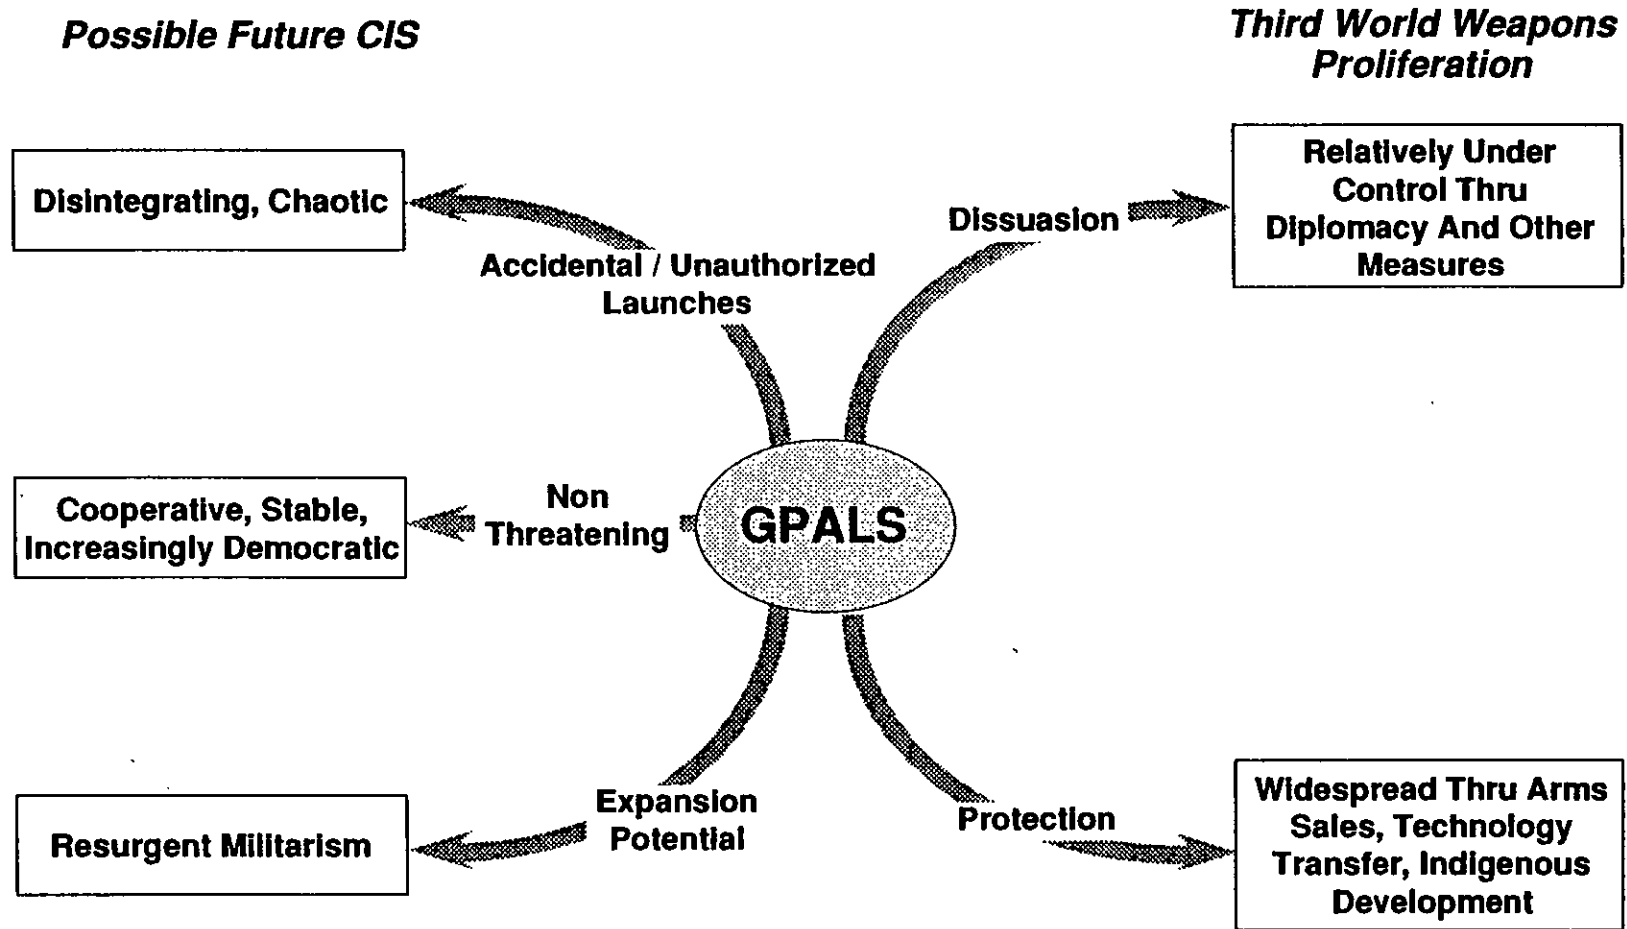 Possible Future CIS
Third World Weapons
Proliferation
Disintegrating, Chaotic
Accidental / Unauthorized
Launches
Dissuasion
Relatively Under
Control Thru
Diplomacy And Other
Measures
Cooperative, Stable,
Increasingly Democratic
Non
Threatening
GPALS
Resurgent Militarism
Expansion
Potential
Protection
Widespread Thru Arms
Sales, Technology
Transfer, Indigenous
Development